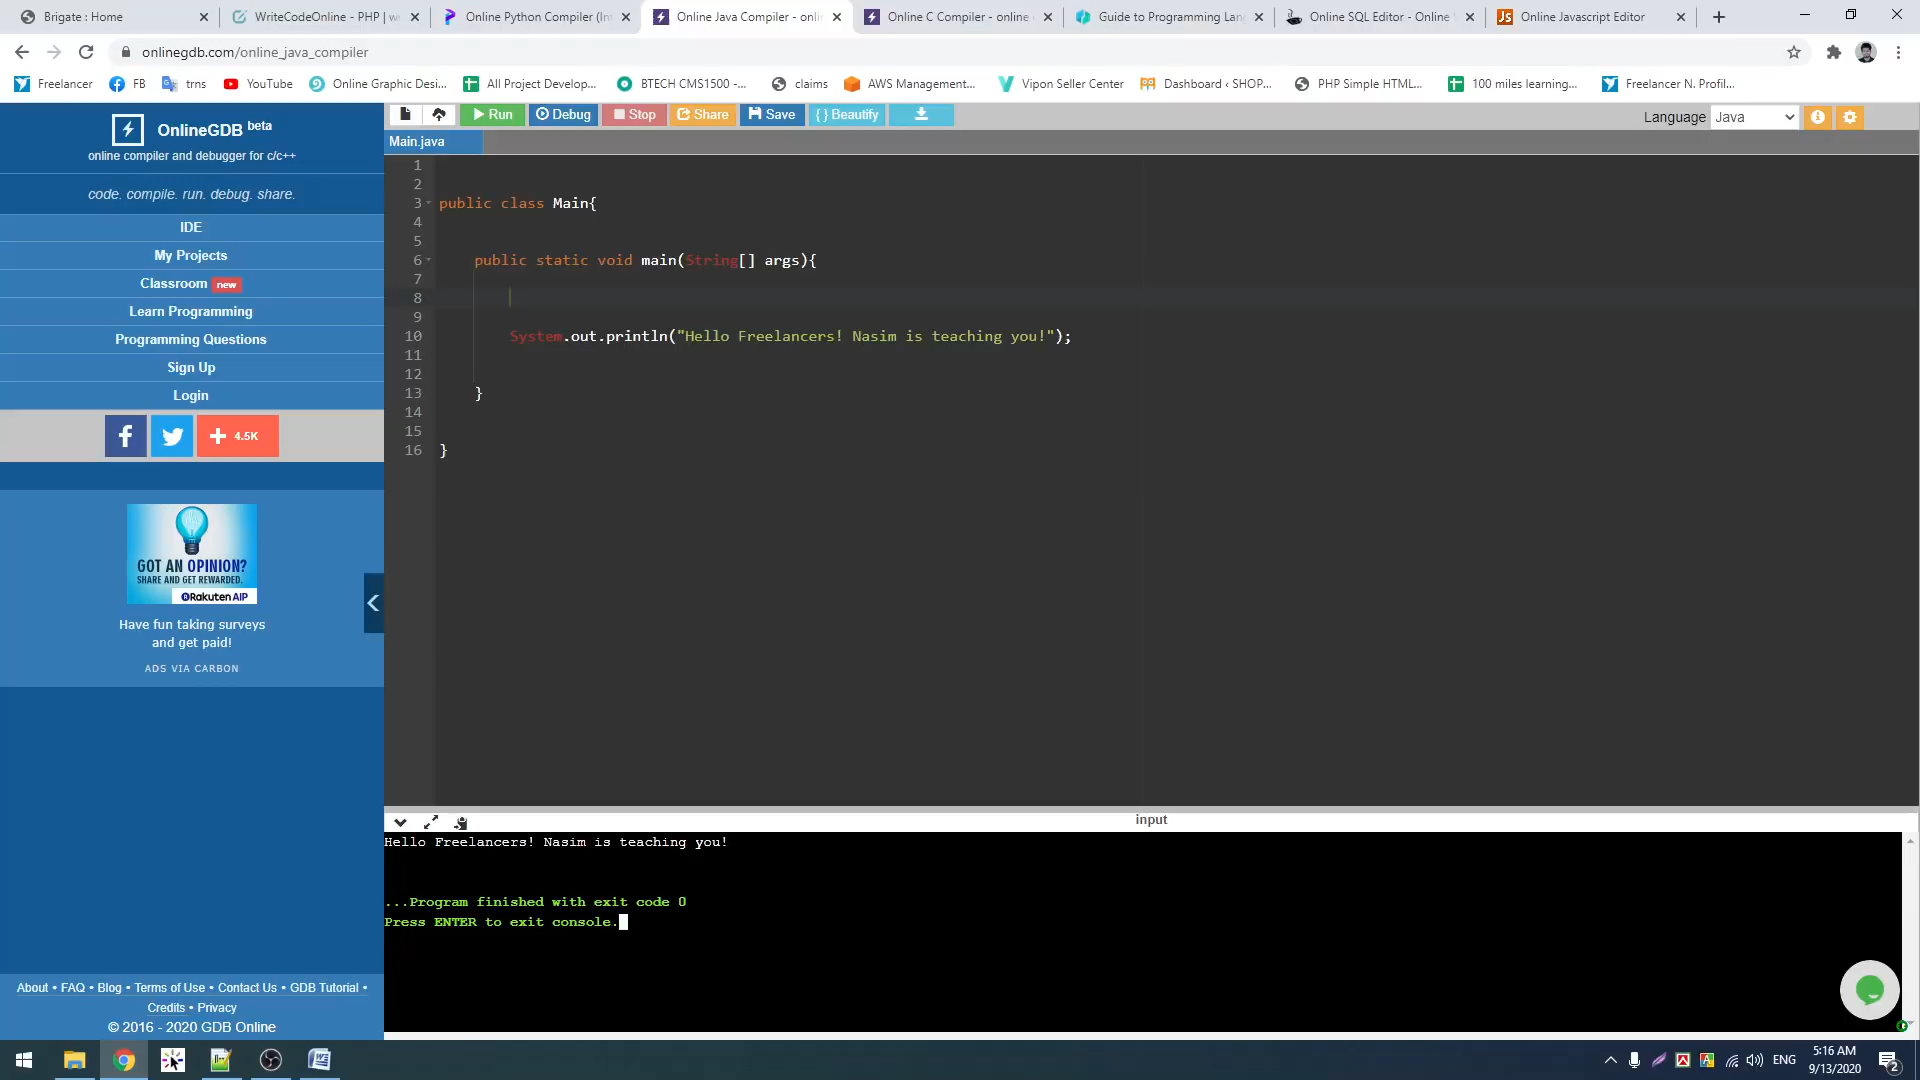 Brigate : Home
WriteCodeOnline - PHP | w
Online Python Compiler (In
Online Java Compiler - onli
Online C Compiler - online
Guide to Programming Lan
Online SQL Editor - Online
JS Online Javascript Editor
onlinegdb.com/online_java_compiler
Freelancer FB trns YouTube Online Graphic Desi... All Project Develop... BTECH CMS1500 -... claims AWS Management... Vipon Seller Center Dashboard ‹ SHOP... PHP Simple HTML... 100 miles learning... Freelancer N. Profil...
OnlineGDB beta
online compiler and debugger for c/c++
code. compile. run. debug. share.
IDE
My Projects
Classroom new
Learn Programming
Programming Questions
Sign Up
Login
4.5K
GOT AN OPINION?
SHARE AND GET REWARDED.
Rakuten AIP
Have fun taking surveys
and get paid!
ADS VIA CARBON
About • FAQ • Blog • Terms of Use • Contact Us • GDB Tutorial •
Credits • Privacy
© 2016 - 2020 GDB Online
Run Debug Stop Share Save { } Beautify
Language Java
Main.java
1
2
3 public class Main{
4
5
6 public static void main(String[] args){
7
8
9
10 System.out.println("Hello Freelancers! Nasim is teaching you!");
11
12
13 }
14
15
16 }
input
Hello Freelancers! Nasim is teaching you!
...Program finished with exit code 0
Press ENTER to exit console.
ENG
5:16 AM
9/13/2020
2